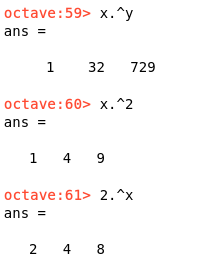 octave:59> x.^y
ans =
1 32 729
octave:60> x.^2
ans =
1 4 9
octave:61> 2.^x
ans =
2 4 8